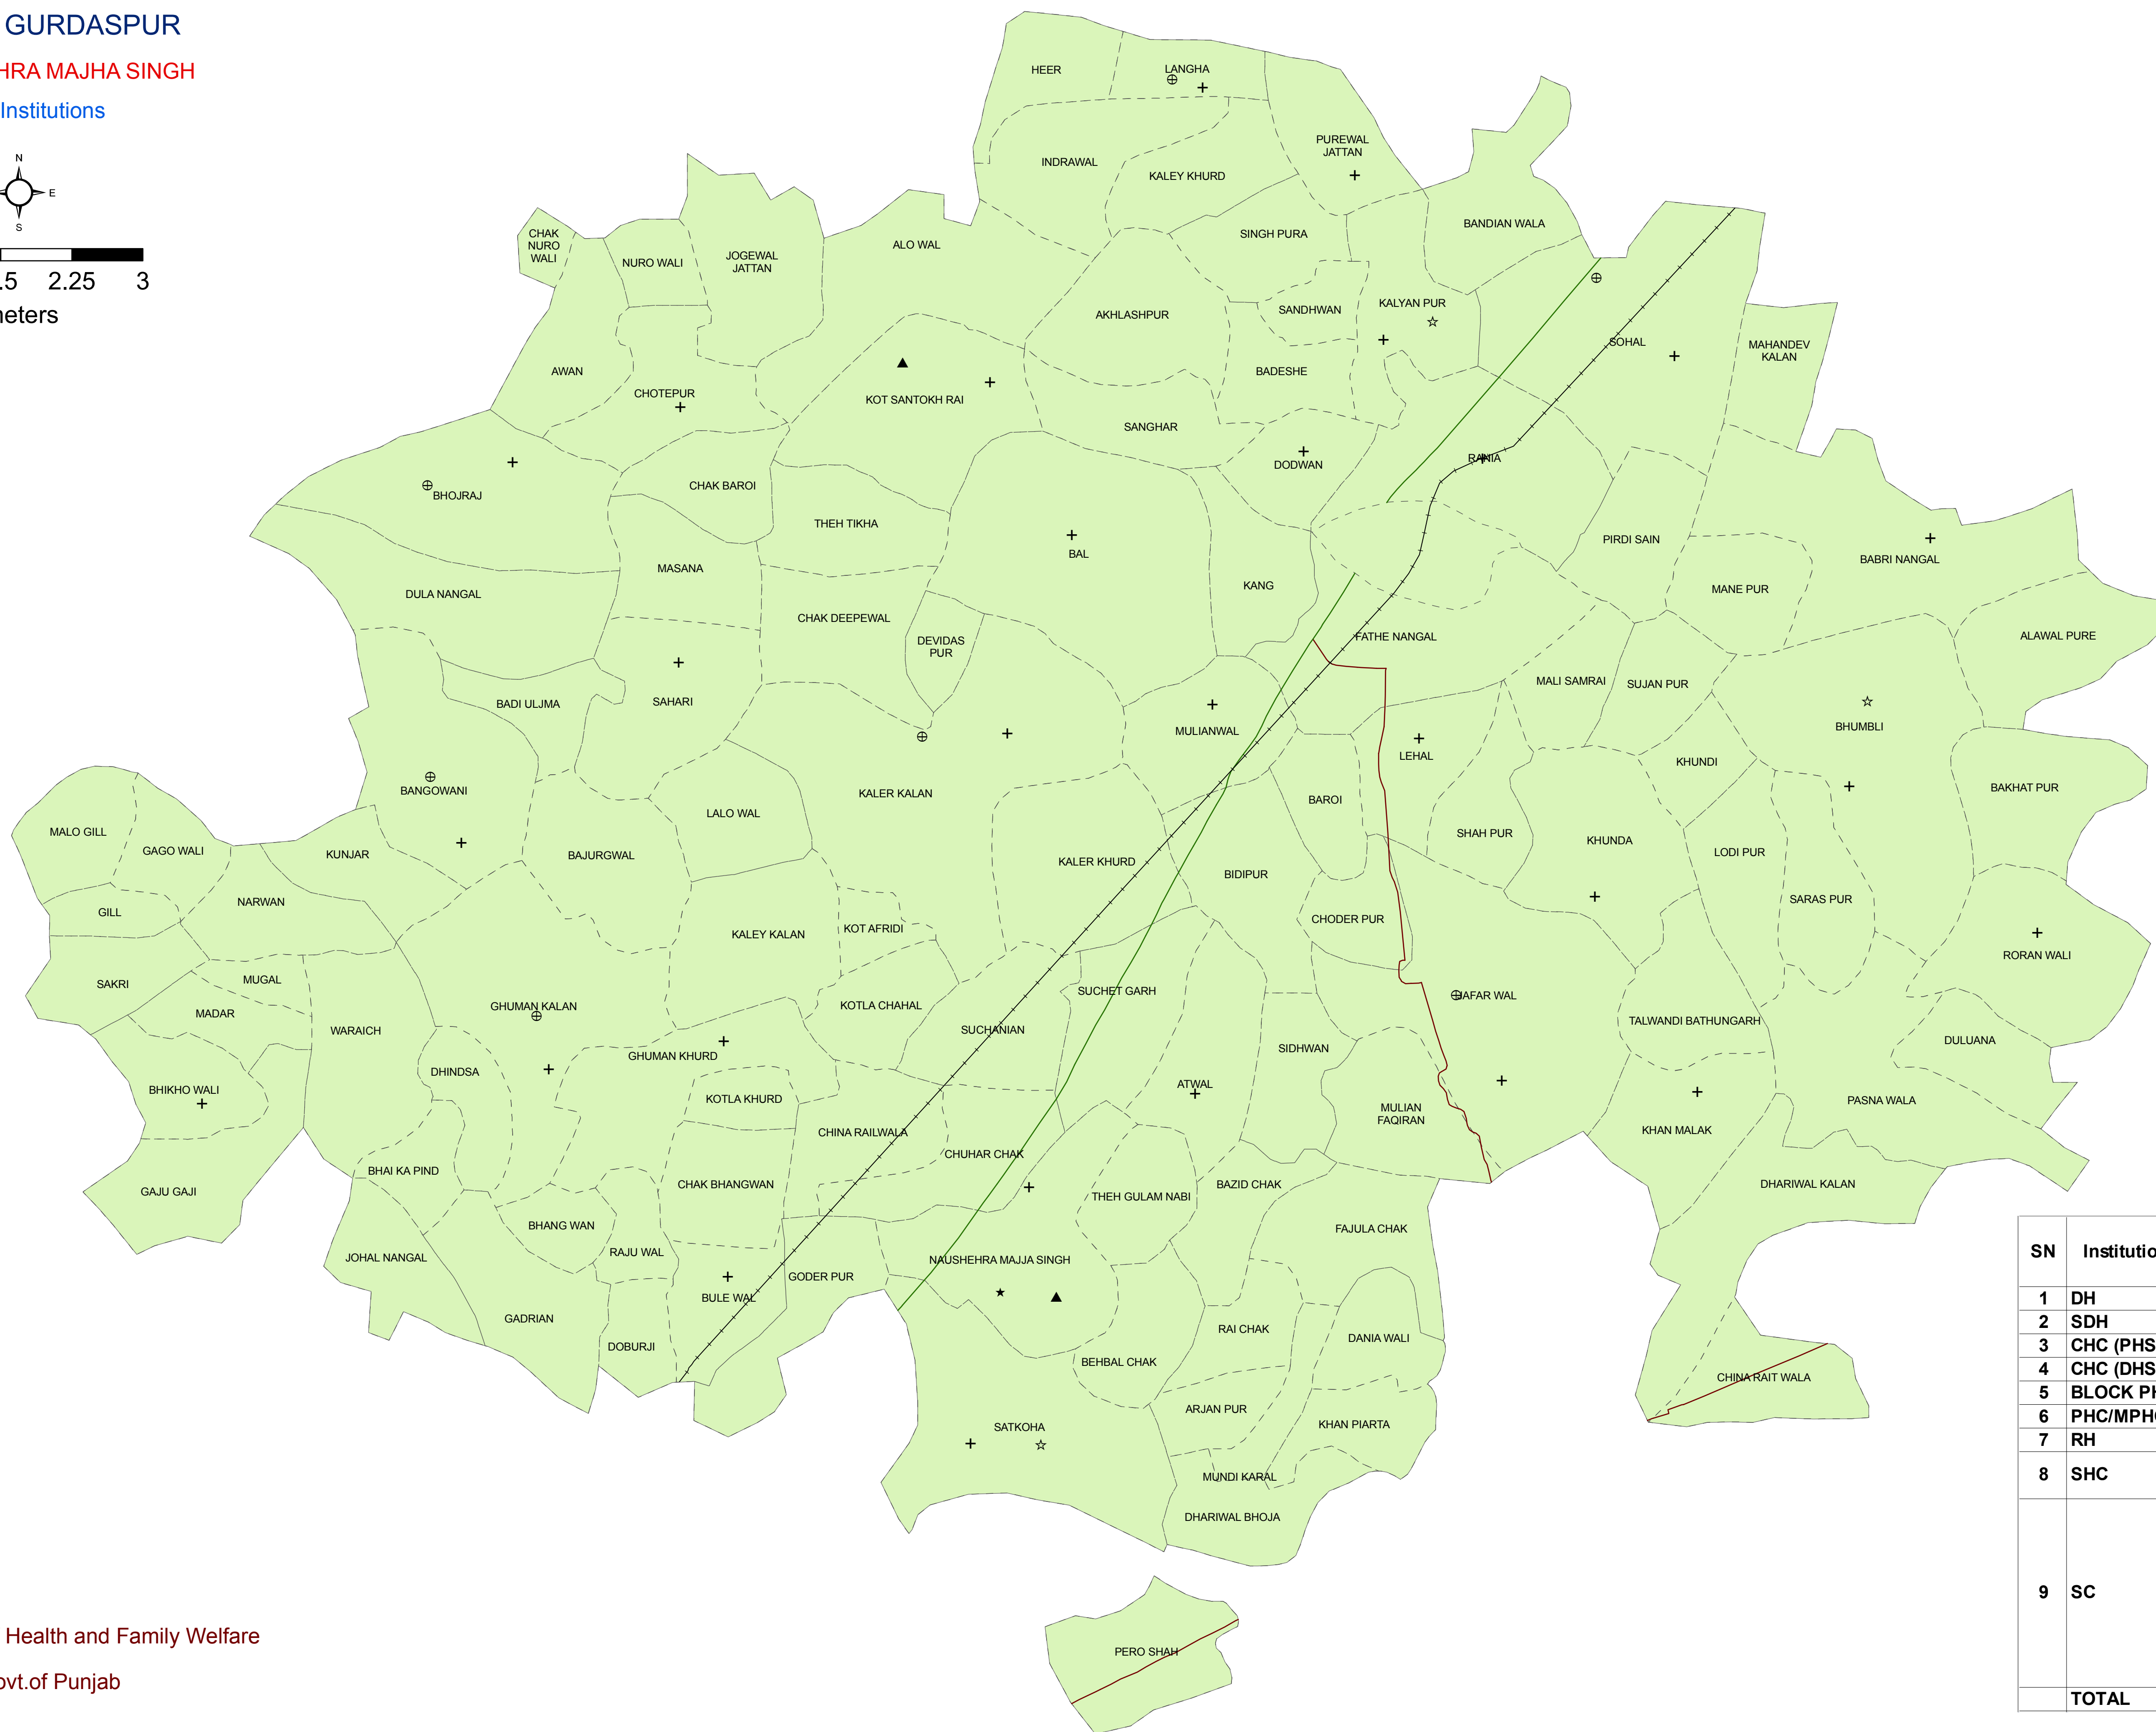 GURDASPUR
HRA MAJHA SINGH
Institutions
N
E
S
.5 2.25 3
neters
HEER
LANGHA
PUREWAL
JATTAN
INDRAWAL
KALEY KHURD
BANDIAN WALA
SINGH PURA
CHAK
NURO
WALI
NURO WALI
JOGEWAL
JATTAN
ALO WAL
AKHLASHPUR
SANDHWAN
KALYAN PUR
SOHAL
MAHANDEV
KALAN
AWAN
CHOTEPUR
KOT SANTOKH RAI
BADESHE
SANGHAR
DODWAN
RANIA
BHOJRAJ
CHAK BAROI
THEH TIKHA
BAL
PIRDI SAIN
BABRI NANGAL
MASANA
KANG
MANE PUR
DULA NANGAL
CHAK DEEPEWAL
DEVIDAS
PUR
FATHE NANGAL
ALAWAL PURE
BADI ULJMA
SAHARI
MALI SAMRAI
SUJAN PUR
BHUMBLI
MULIANWAL
LEHAL
KHUNDI
BANGOWANI
KALER KALAN
BAROI
BAKHAT PUR
MALO GILL
GAGO WALI
KUNJAR
BAJURGWAL
LALO WAL
KALER KHURD
SHAH PUR
KHUNDA
LODI PUR
BIDIPUR
GILL
NARWAN
KALEY KALAN
KOT AFRIDI
CHODER PUR
SARAS PUR
RORAN WALI
SAKRI
MUGAL
GHUMAN KALAN
KOTLA CHAHAL
SUCHET GARH
JAFAR WAL
MADAR
WARAICH
SUCHANIAN
TALWANDI BATHUNGARH
DHINDSA
GHUMAN KHURD
SIDHWAN
DULUANA
BHIKHO WALI
KOTLA KHURD
ATWAL
MULIAN
FAQIRAN
PASNA WALA
CHINA RAILWALA
KHAN MALAK
CHUHAR CHAK
BHAI KA PIND
CHAK BHANGWAN
BAZID CHAK
DHARIWAL KALAN
GAJU GAJI
THEH GULAM NABI
BHANG WAN
FAJULA CHAK
JOHAL NANGAL
RAJU WAL
NAUSHEHRA MAJJA SINGH
GODER PUR
BULE WAL
GADRIAN
RAI CHAK
DANIA WALI
DOBURJI
BEHBAL CHAK
CHINA RAIT WALA
ARJAN PUR
KHAN PIARTA
SATKOHA
MUNDI KARAL
DHARIWAL BHOJA
PERO SHAH
SN Institutio
1 DH
2 SDH
3 CHC (PHS
4 CHC (DHS
5 BLOCK PH
6 PHC/MPHC
7 RH
8 SHC
9 SC
TOTAL
Health and Family Welfare
ovt.of Punjab